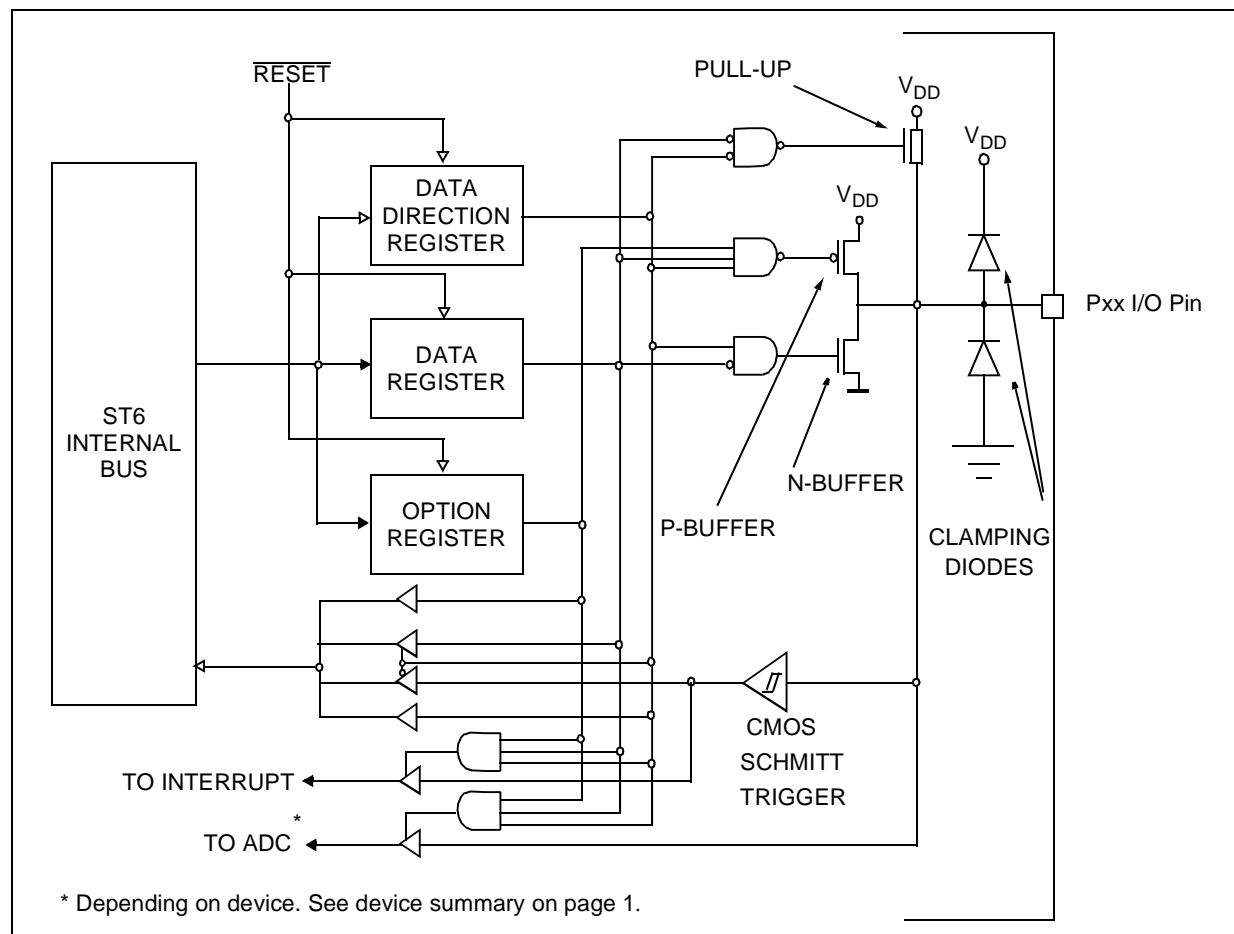 RESET
PULL-UP
VDD
VDD
VDD
DATA
DIRECTION
REGISTER
DATA
REGISTER
ST6
INTERNAL
BUS
OPTION
REGISTER
Pxx I/O Pin
N-BUFFER
P-BUFFER
CLAMPING
DIODES
CMOS
SCHMITT
TRIGGER
TO INTERRUPT
TO ADC*
* Depending on device. See device summary on page 1.